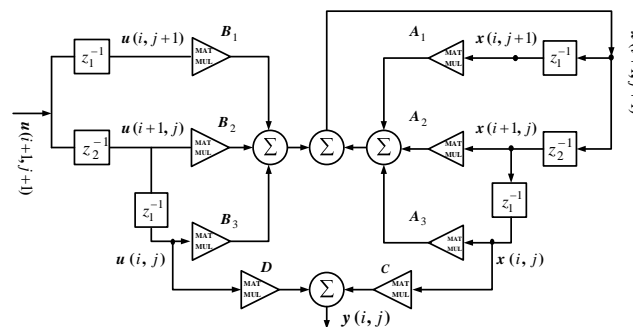 B₁
A₁
u(i, j+1)
MAT MUL
z₁⁻¹
MAT MUL
x(i, j+1)
z₁⁻¹
u(i+1, j+1)
u(i+1, j)
B₂
A₂
x(i+1, j)
z₂⁻¹
MAT MUL
Σ
Σ
Σ
MAT MUL
z₂⁻¹
z₁⁻¹
z₁⁻¹
B₃
A₃
MAT MUL
MAT MUL
u(i, j)
x(i, j)
D
C
MAT MUL
Σ
MAT MUL
y(i, j)